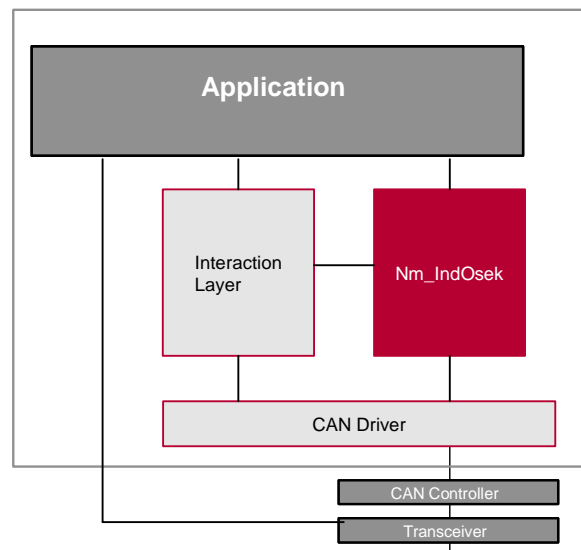 Application
Interaction
Layer
Nm_IndOsek
CAN Driver
CAN Controller
Transceiver